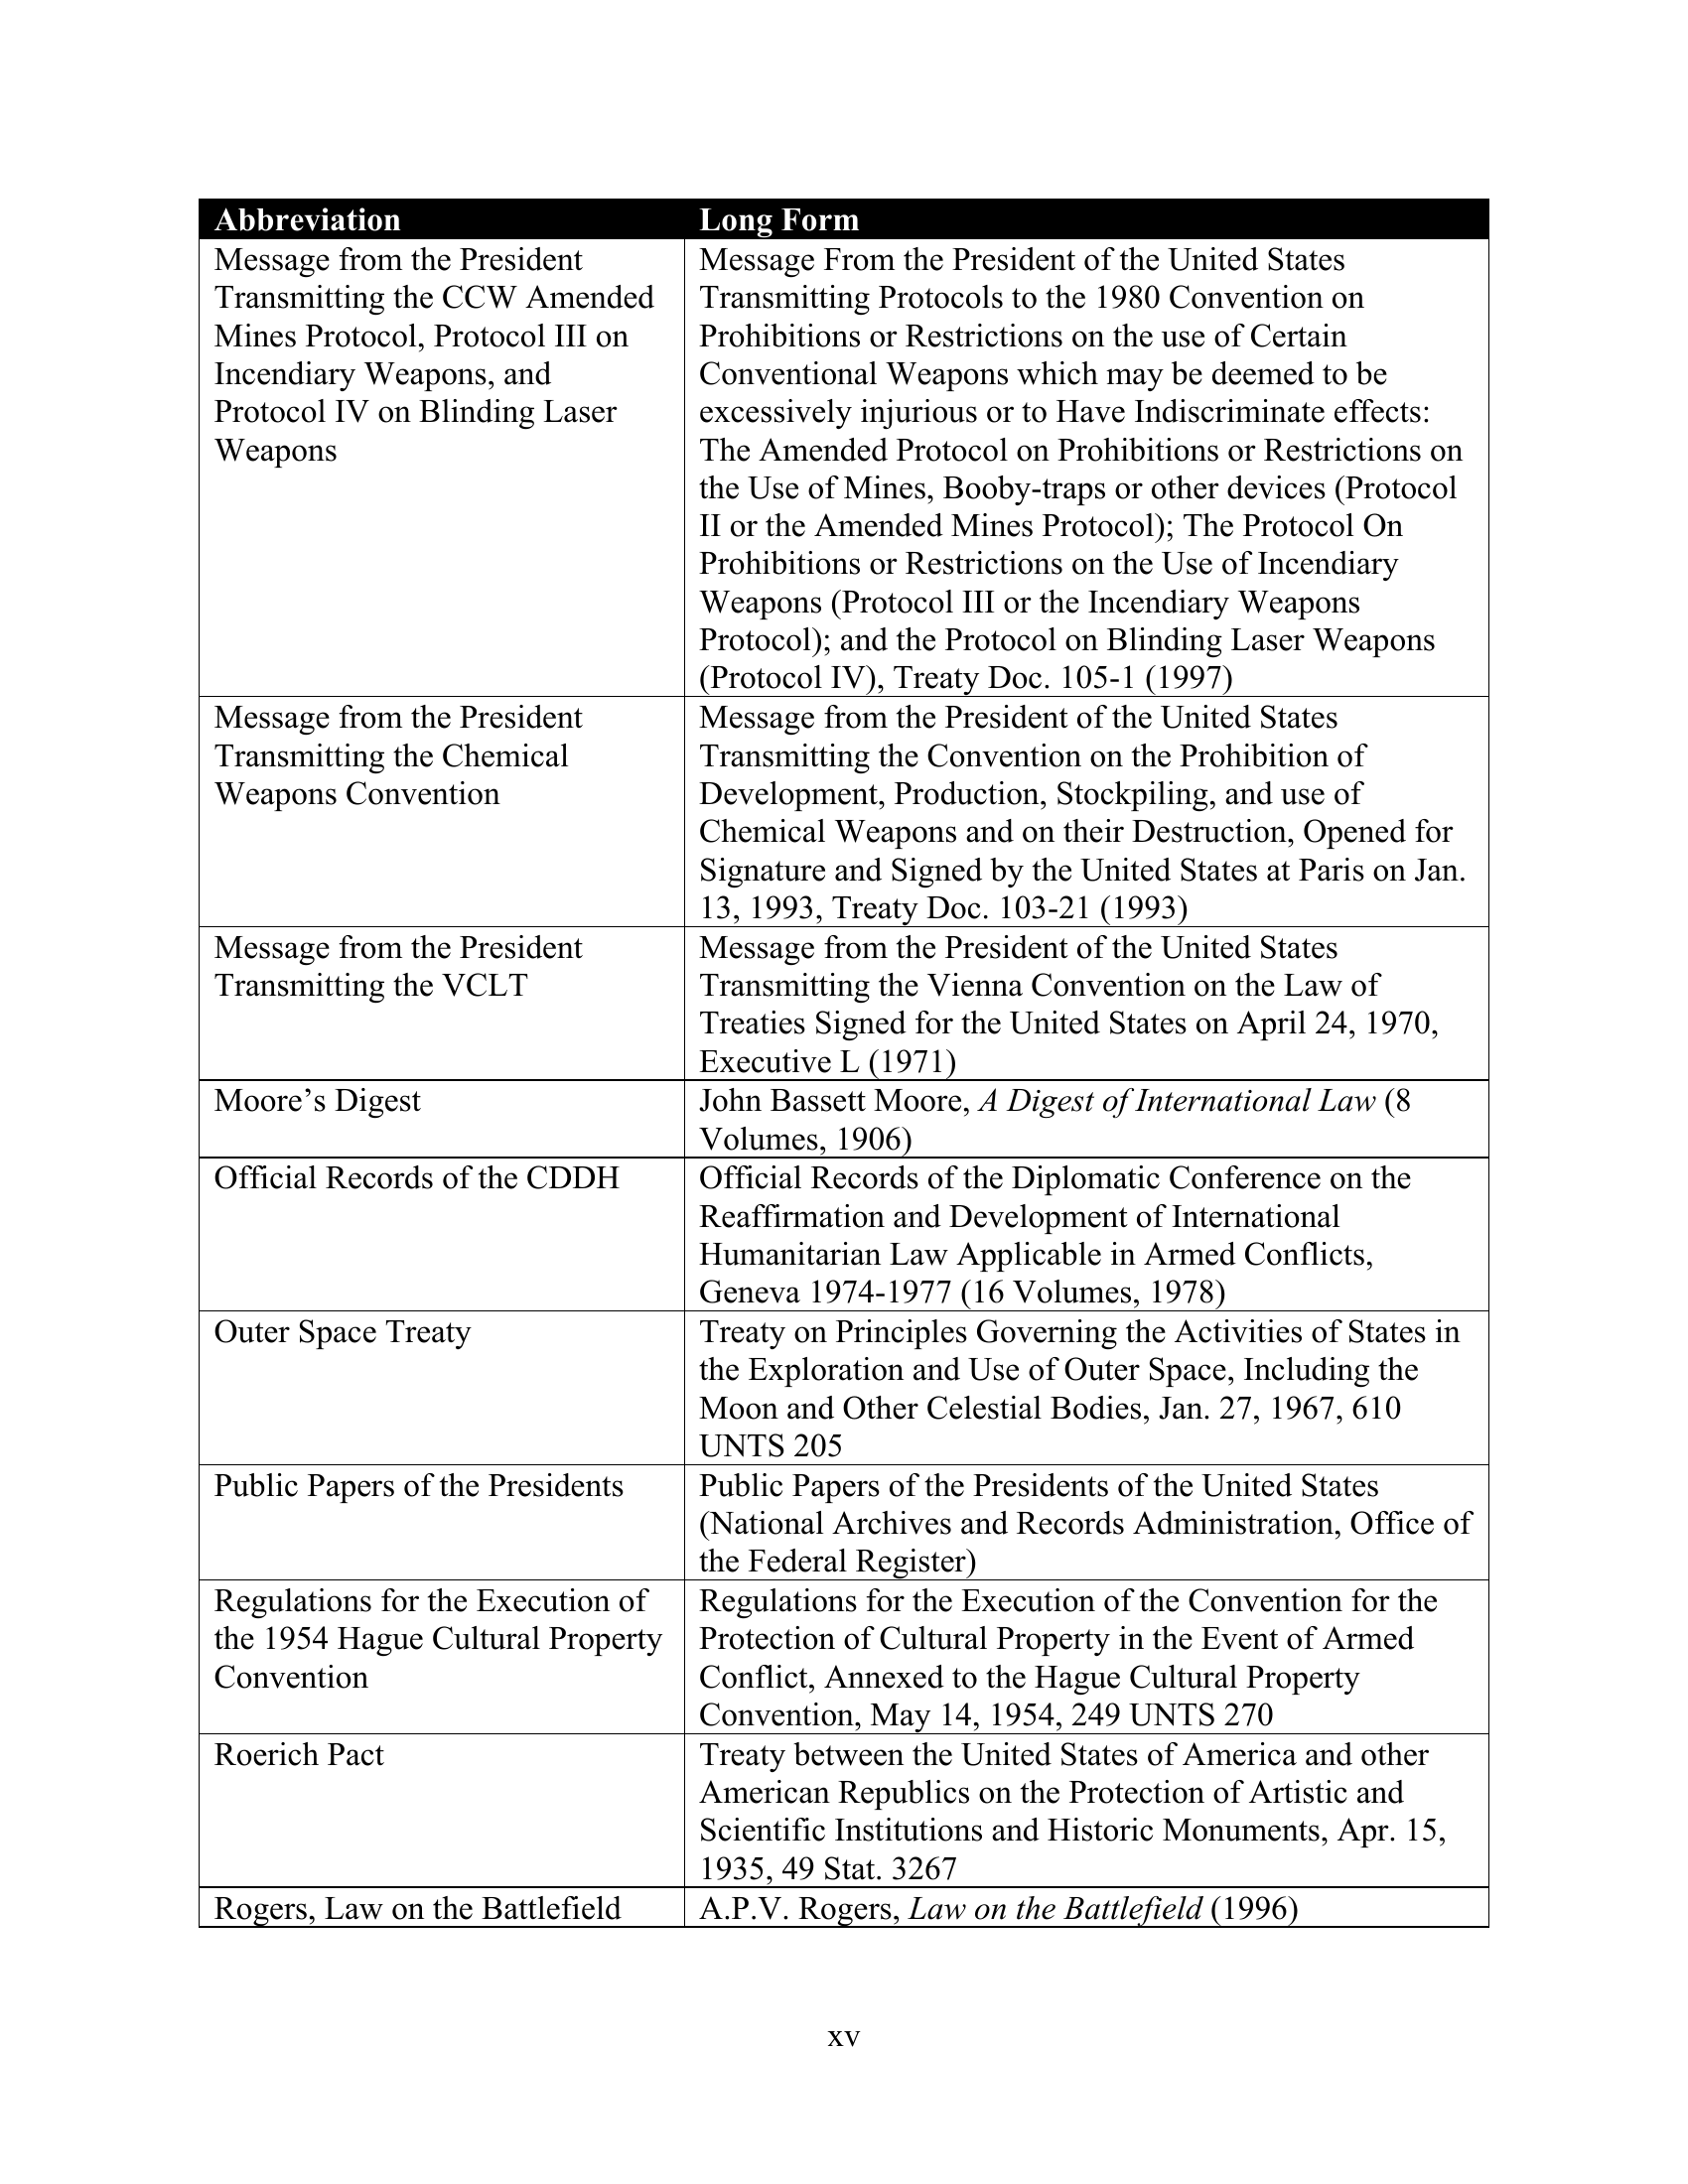 Abbreviation
Long Form
Message from the President
Transmitting the CCW Amended
Mines Protocol, Protocol III on
Incendiary Weapons, and
Protocol IV on Blinding Laser
Weapons
Message From the President of the United States
Transmitting Protocols to the 1980 Convention on
Prohibitions or Restrictions on the use of Certain
Conventional Weapons which may be deemed to be
excessively injurious or to Have Indiscriminate effects:
The Amended Protocol on Prohibitions or Restrictions on
the Use of Mines, Booby-traps or other devices (Protocol
II or the Amended Mines Protocol); The Protocol On
Prohibitions or Restrictions on the Use of Incendiary
Weapons (Protocol III or the Incendiary Weapons
Protocol); and the Protocol on Blinding Laser Weapons
(Protocol IV), Treaty Doc. 105-1 (1997)
Message from the President
Transmitting the Chemical
Weapons Convention
Message from the President of the United States
Transmitting the Convention on the Prohibition of
Development, Production, Stockpiling, and use of
Chemical Weapons and on their Destruction, Opened for
Signature and Signed by the United States at Paris on Jan.
13, 1993, Treaty Doc. 103-21 (1993)
Message from the President
Transmitting the VCLT
Message from the President of the United States
Transmitting the Vienna Convention on the Law of
Treaties Signed for the United States on April 24, 1970,
Executive L (1971)
Moore’s Digest
John Bassett Moore, A Digest of International Law (8
Volumes, 1906)
Official Records of the CDDH
Official Records of the Diplomatic Conference on the
Reaffirmation and Development of International
Humanitarian Law Applicable in Armed Conflicts,
Geneva 1974-1977 (16 Volumes, 1978)
Outer Space Treaty
Treaty on Principles Governing the Activities of States in
the Exploration and Use of Outer Space, Including the
Moon and Other Celestial Bodies, Jan. 27, 1967, 610
UNTS 205
Public Papers of the Presidents
Public Papers of the Presidents of the United States
(National Archives and Records Administration, Office of
the Federal Register)
Regulations for the Execution of
the 1954 Hague Cultural Property
Convention
Regulations for the Execution of the Convention for the
Protection of Cultural Property in the Event of Armed
Conflict, Annexed to the Hague Cultural Property
Convention, May 14, 1954, 249 UNTS 270
Roerich Pact
Treaty between the United States of America and other
American Republics on the Protection of Artistic and
Scientific Institutions and Historic Monuments, Apr. 15,
1935, 49 Stat. 3267
Rogers, Law on the Battlefield
A.P.V. Rogers, Law on the Battlefield (1996)
xv